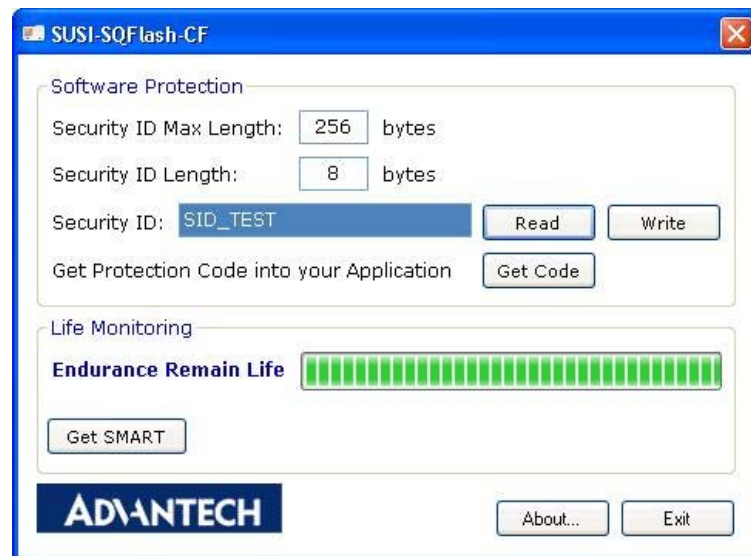 SUSI-SQFlash-CF
Software Protection
Security ID Max Length: 256 bytes
Security ID Length: 8 bytes
Security ID: SID_TEST Read Write
Get Protection Code into your Application Get Code
Life Monitoring
Endurance Remain Life
Get SMART
ADVANTECH About... Exit